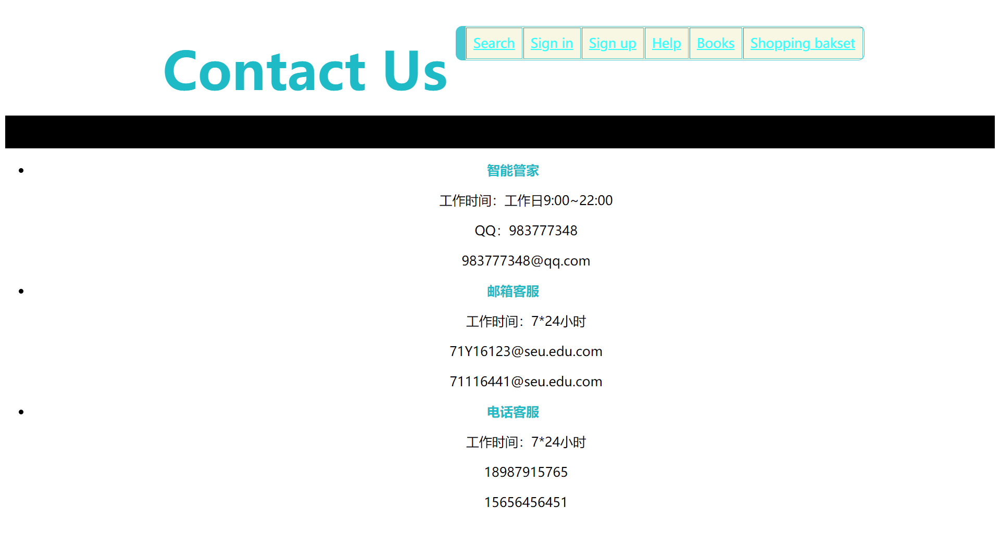 Contact Us
Search Sign in Sign up Help Books Shopping bakset
智能管家
工作时间：工作日9:00~22:00
QQ：983777348
983777348@qq.com
邮箱客服
工作时间：7*24小时
71Y16123@seu.edu.com
71116441@seu.edu.com
电话客服
工作时间：7*24小时
18987915765
15656456451